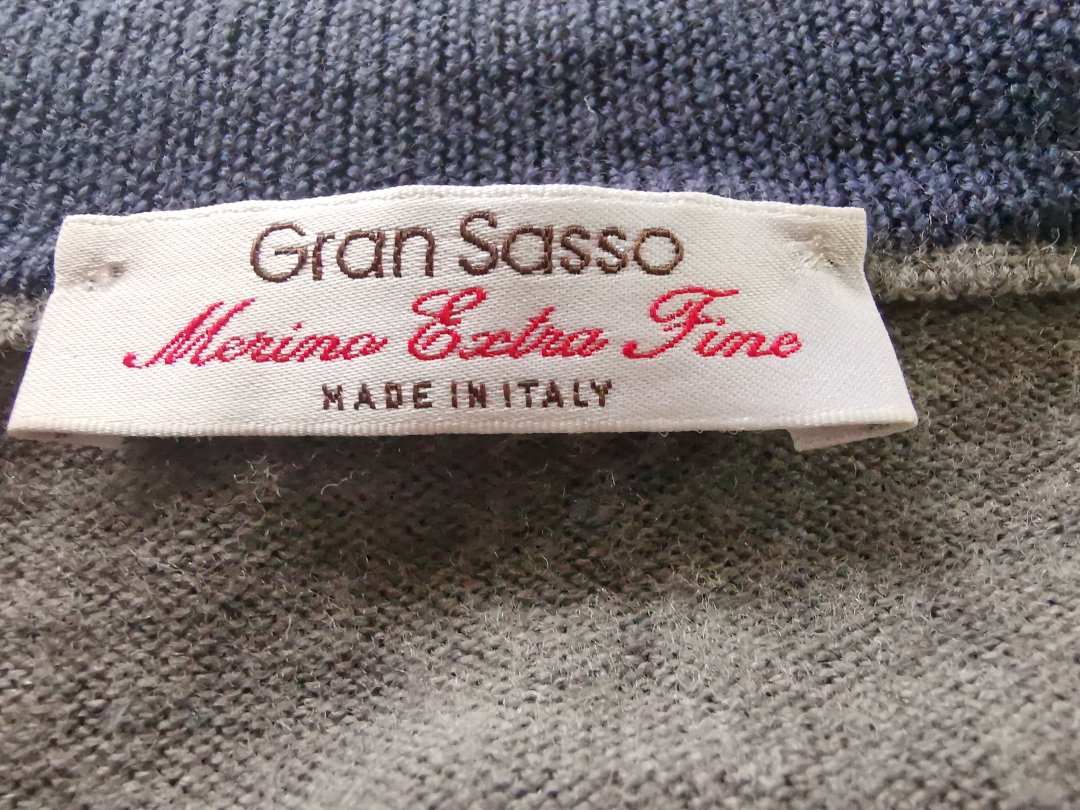 Gran Sasso
Merino Extra Fine
MADE IN ITALY